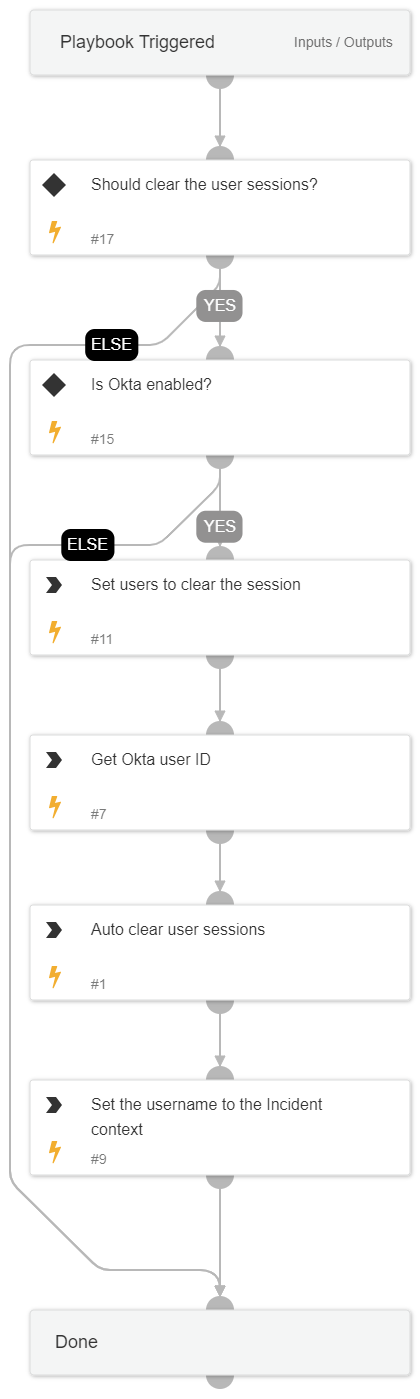 Playbook Triggered
Inputs / Outputs
Should clear the user sessions?
#17
YES
ELSE
Is Okta enabled?
#15
YES
ELSE
Set users to clear the session
#11
Get Okta user ID
#7
Auto clear user sessions
#1
Set the username to the Incident
context
#9
Done